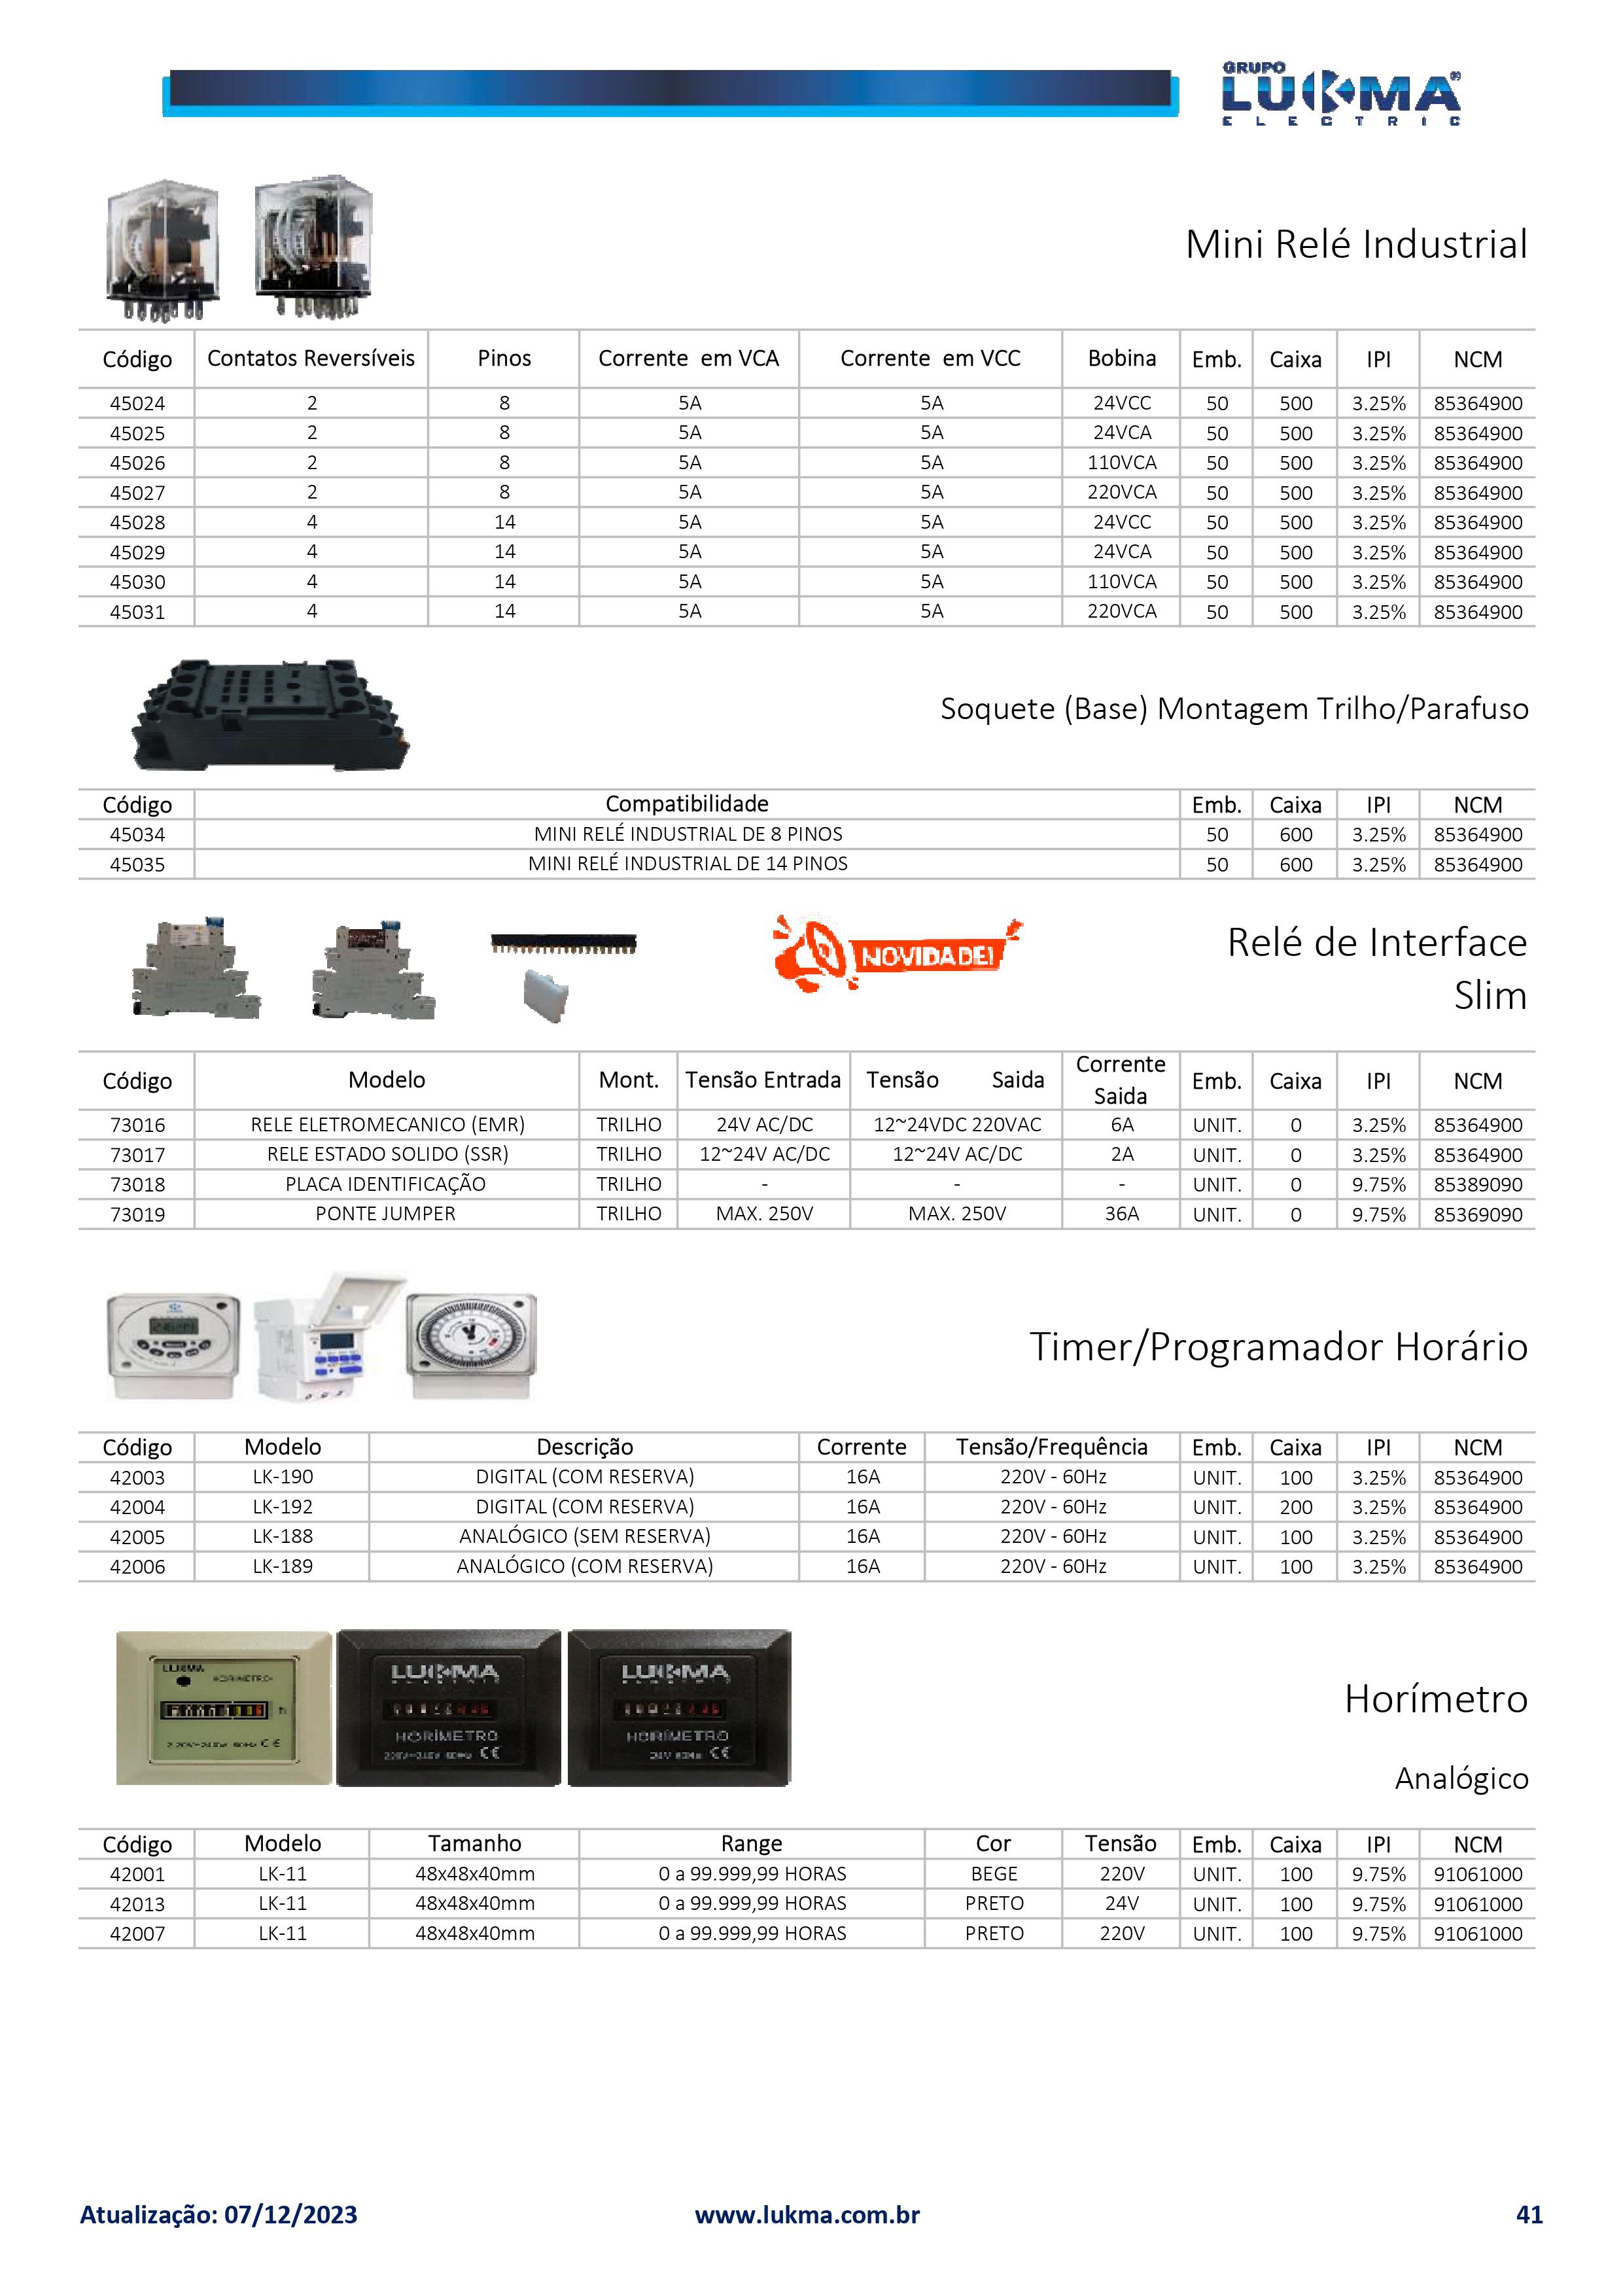 GRUPO
LUKMA®
ELECTRIC
Mini Relé Industrial
Código Contatos Reversíveis Pinos Corrente em VCA Corrente em VCC Bobina Emb. Caixa IPI NCM
45024 2 8 5A 5A 24VCC 50 500 3.25% 85364900
45025 2 8 5A 5A 24VCA 50 500 3.25% 85364900
45026 2 8 5A 5A 110VCA 50 500 3.25% 85364900
45027 2 8 5A 5A 220VCA 50 500 3.25% 85364900
45028 4 14 5A 5A 24VCC 50 500 3.25% 85364900
45029 4 14 5A 5A 24VCA 50 500 3.25% 85364900
45030 4 14 5A 5A 110VCA 50 500 3.25% 85364900
45031 4 14 5A 5A 220VCA 50 500 3.25% 85364900
Soquete (Base) Montagem Trilho/Parafuso
Código Compatibilidade Emb. Caixa IPI NCM
45034 MINI RELÉ INDUSTRIAL DE 8 PINOS 50 600 3.25% 85364900
45035 MINI RELÉ INDUSTRIAL DE 14 PINOS 50 600 3.25% 85364900
NOVIDADE!
Relé de Interface
Slim
Código Modelo Mont. Tensão Entrada Tensão Saida Corrente Saida Emb. Caixa IPI NCM
73016 RELE ELETROMECANICO (EMR) TRILHO 24V AC/DC 12~24VDC 220VAC 6A UNIT. 0 3.25% 85364900
73017 RELE ESTADO SOLIDO (SSR) TRILHO 12~24V AC/DC 12~24V AC/DC 2A UNIT. 0 3.25% 85364900
73018 PLACA IDENTIFICAÇÃO TRILHO - - - UNIT. 0 9.75% 85389090
73019 PONTE JUMPER TRILHO MAX. 250V MAX. 250V 36A UNIT. 0 9.75% 85369090
Timer/Programador Horário
Código Modelo Descrição Corrente Tensão/Frequência Emb. Caixa IPI NCM
42003 LK-190 DIGITAL (COM RESERVA) 16A 220V - 60Hz UNIT. 100 3.25% 85364900
42004 LK-192 DIGITAL (COM RESERVA) 16A 220V - 60Hz UNIT. 200 3.25% 85364900
42005 LK-188 ANALÓGICO (SEM RESERVA) 16A 220V - 60Hz UNIT. 100 3.25% 85364900
42006 LK-189 ANALÓGICO (COM RESERVA) 16A 220V - 60Hz UNIT. 100 3.25% 85364900
LUKMA
HORIMETRO
LUKMA
ELECTRIC
HORÍMETRO
220V~240V 60Hz CE
LUKMA
ELECTRIC
HORÍMETRO
24V 60Hz CE
Horímetro
Analógico
Código Modelo Tamanho Range Cor Tensão Emb. Caixa IPI NCM
42001 LK-11 48x48x40mm 0 a 99.999,99 HORAS BEGE 220V UNIT. 100 9.75% 91061000
42013 LK-11 48x48x40mm 0 a 99.999,99 HORAS PRETO 24V UNIT. 100 9.75% 91061000
42007 LK-11 48x48x40mm 0 a 99.999,99 HORAS PRETO 220V UNIT. 100 9.75% 91061000
Atualização: 07/12/2023 www.lukma.com.br 41